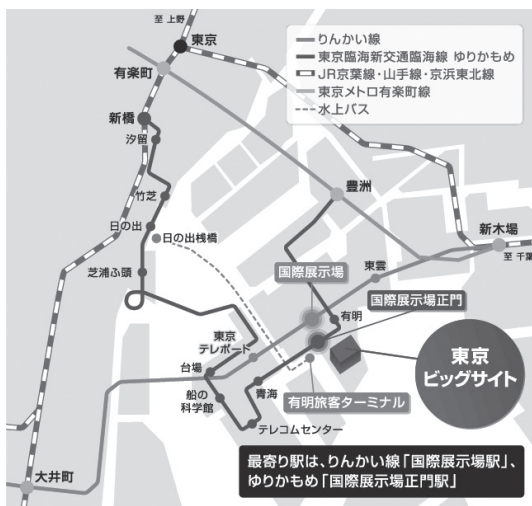 至 上野
東京
有楽町
新橋
汐留
竹芝
日の出
日の出桟橋
芝浦ふ頭
りんかい線
東京臨海新交通臨海線 ゆりかもめ
JR京葉線・山手線・京浜東北線
東京メトロ有楽町線
水上バス
豊洲
新木場
至 千葉
東雲
国際展示場
国際展示場正門
有明
東京
テレポート
台場
船の
科学館
青海
テレコムセンター
有明旅客ターミナル
東京
ビッグサイト
大井町
最寄り駅は、りんかい線「国際展示場駅」、
ゆりかもめ「国際展示場正門駅」